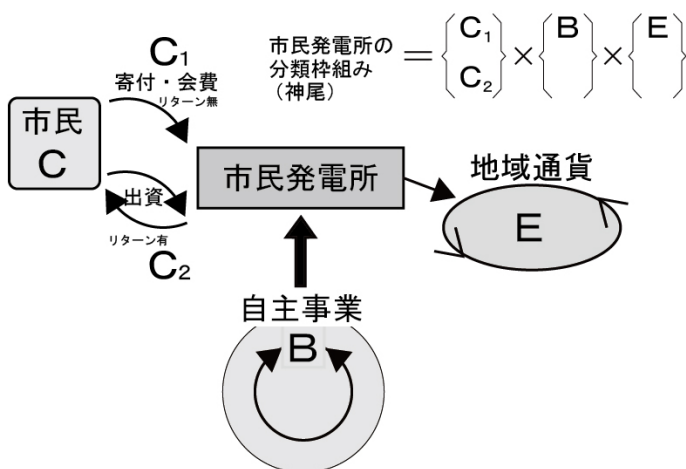 C₁
寄付・会費
リターン無
市民発電所の
分類枠組み
（神尾）
＝{C₁ C₂}×{B}×{E}
市民
C
出資
リターン有
C₂
市民発電所
地域通貨
E
自主事業
B